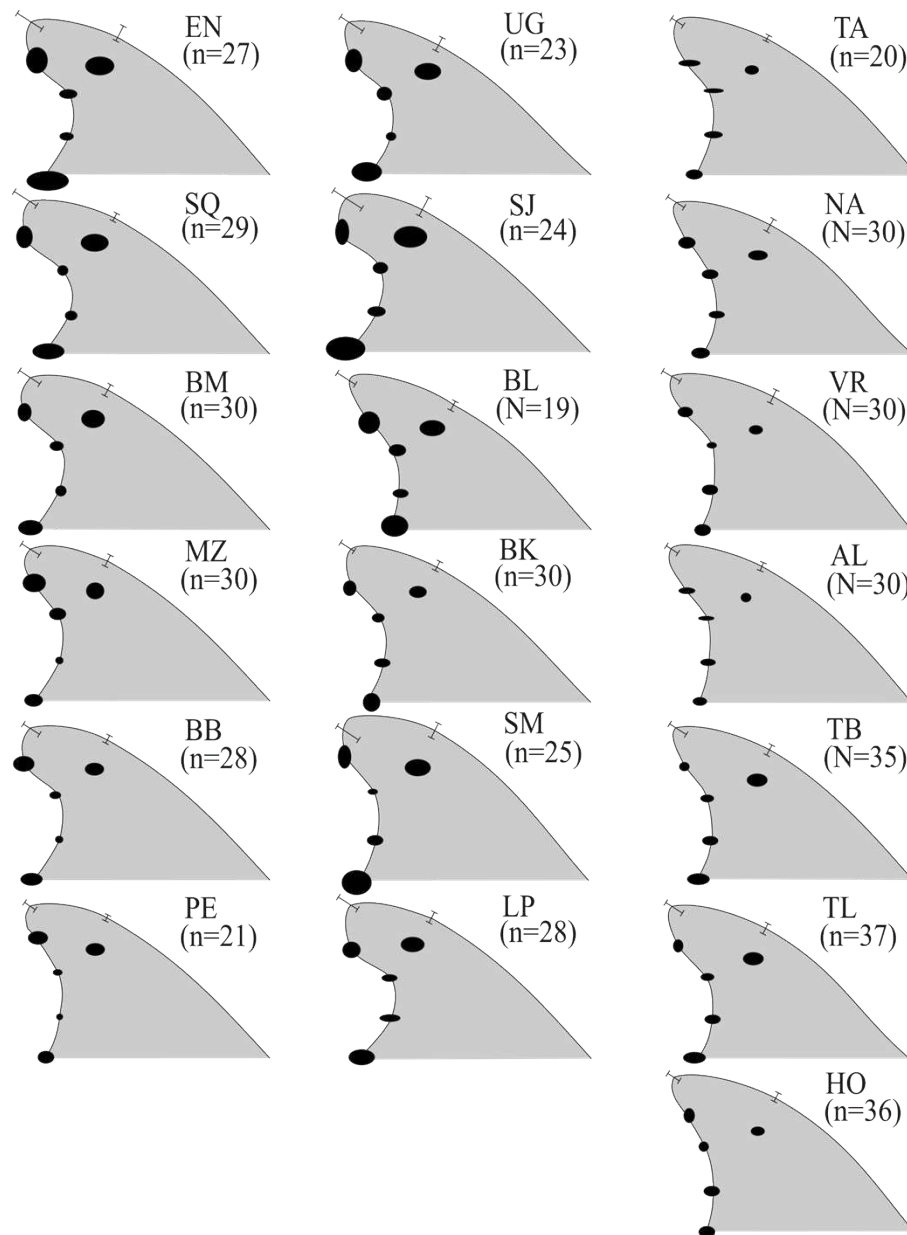 EN
(n=27)
UG
(n=23)
TA
(n=20)
SQ
(n=29)
SJ
(n=24)
NA
(N=30)
BM
(n=30)
BL
(N=19)
VR
(N=30)
MZ
(n=30)
BK
(n=30)
AL
(N=30)
BB
(n=28)
SM
(n=25)
TB
(N=35)
PE
(n=21)
LP
(n=28)
TL
(n=37)
HO
(n=36)